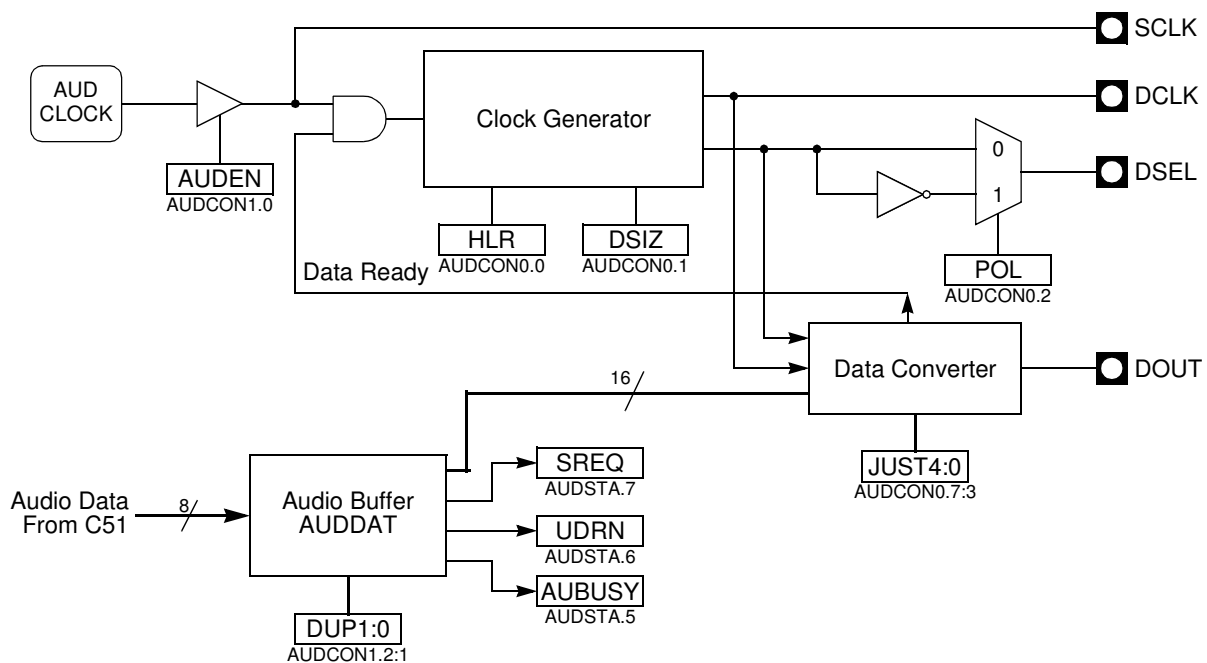 SCLK
AUD
CLOCK
Clock Generator
DCLK
0
DSEL
1
AUDEN
AUDCON1.0
HLR
AUDCON0.0
DSIZ
AUDCON0.1
Data Ready
POL
AUDCON0.2
Data Converter
DOUT
16
JUST4:0
AUDCON0.7:3
SREQ
AUDSTA.7
Audio Data
From C51
8
Audio Buffer
AUDDAT
UDRN
AUDSTA.6
AUBUSY
AUDSTA.5
DUP1:0
AUDCON1.2:1